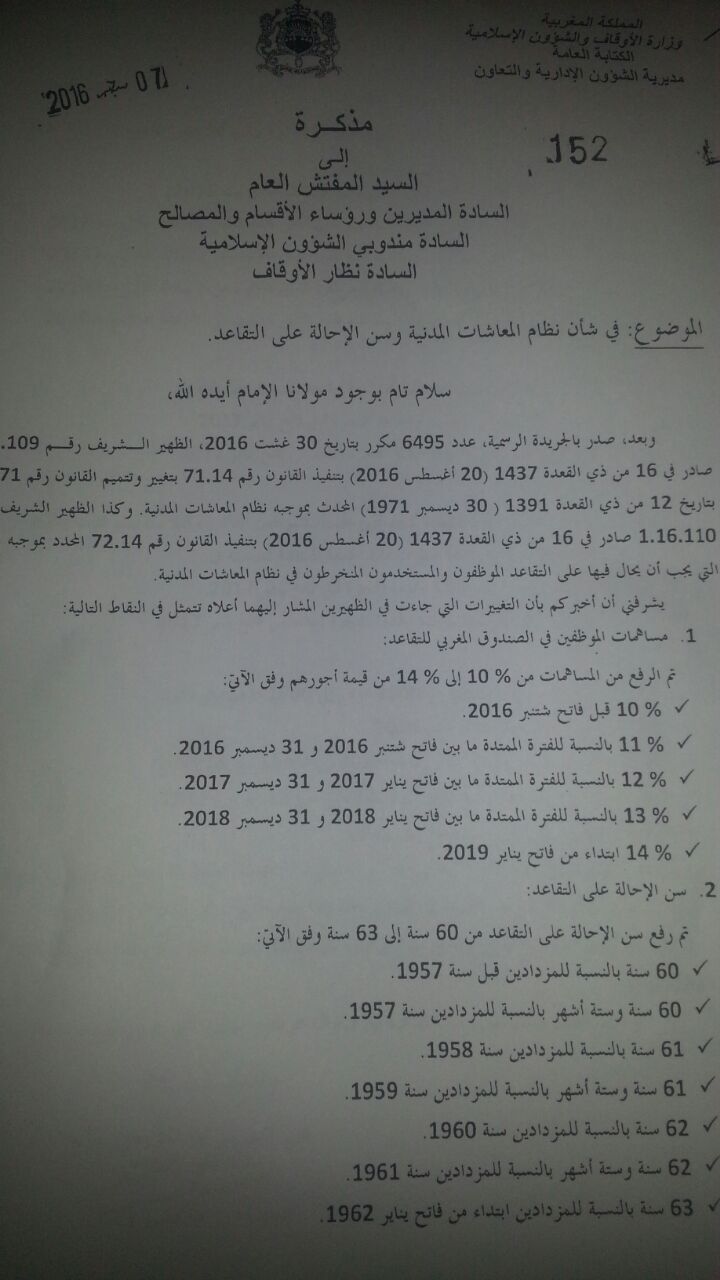 المملكة المغربية
وزارة الأوقاف والشؤون الإسلامية
الكتابة العامة
مديرية الشؤون الإدارية والتعاون
07 سبتمبر 2016
152
مذكرة
إلى
السيد المفتش العام
السادة المديرين ورؤساء الأقسام والمصالح
السادة مندوبي الشؤون الإسلامية
السادة نظار الأوقاف
الموضوع: في شأن نظام المعاشات المدنية وسن الإحالة على التقاعد.
سلام تام بوجود مولانا الإمام أيده الله،
وبعد، صدر بالجريدة الرسمية، عدد 6495 مكرر بتاريخ 30 غشت 2016، الظهير الشريف رقم 109.
صادر في 16 من ذي القعدة 1437 (20 أغسطس 2016) بتنفيذ القانون رقم 71.14 بتغيير وتتميم القانون رقم 71
بتاريخ 12 من ذي القعدة 1391 ( 30 ديسمبر 1971) المحدث بموجبه نظام المعاشات المدنية. وكذا الظهير الشريف
1.16.110 صادر في 16 من ذي القعدة 1437 (20 أغسطس 2016) بتنفيذ القانون رقم 72.14 المحدد بموجبه
التي يجب أن يحال فيها على التقاعد الموظفون والمستخدمون المنخرطون في نظام المعاشات المدنية.
يشرفني أن أخبركم بأن التغييرات التي جاءت في الظهيرين المشار إليهما أعلاه تتمثل في النقاط التالية:
1. مساهمات الموظفين في الصندوق المغربي للتقاعد:
تم الرفع من المساهمات من % 10 إلى % 14 من قيمة أجورهم وفق الآتي:
✓ % 10 قبل فاتح شتنبر 2016.
✓ % 11 بالنسبة للفترة الممتدة ما بين فاتح شتنبر 2016 و 31 ديسمبر 2016.
✓ % 12 بالنسبة للفترة الممتدة ما بين فاتح يناير 2017 و 31 ديسمبر 2017.
✓ % 13 بالنسبة للفترة الممتدة ما بين فاتح يناير 2018 و 31 ديسمبر 2018.
✓ % 14 ابتداء من فاتح يناير 2019.
2. سن الإحالة على التقاعد:
تم رفع سن الإحالة على التقاعد من 60 سنة إلى 63 سنة وفق الآتي:
✓ 60 سنة بالنسبة للمزدادين قبل سنة 1957.
✓ 60 سنة وستة أشهر بالنسبة للمزدادين سنة 1957.
✓ 61 سنة بالنسبة للمزدادين سنة 1958.
✓ 61 سنة وستة أشهر بالنسبة للمزدادين سنة 1959.
✓ 62 سنة بالنسبة للمزدادين سنة 1960.
✓ 62 سنة وستة أشهر بالنسبة للمزدادين سنة 1961.
✓ 63 سنة بالنسبة للمزدادين ابتداء من فاتح يناير 1962.